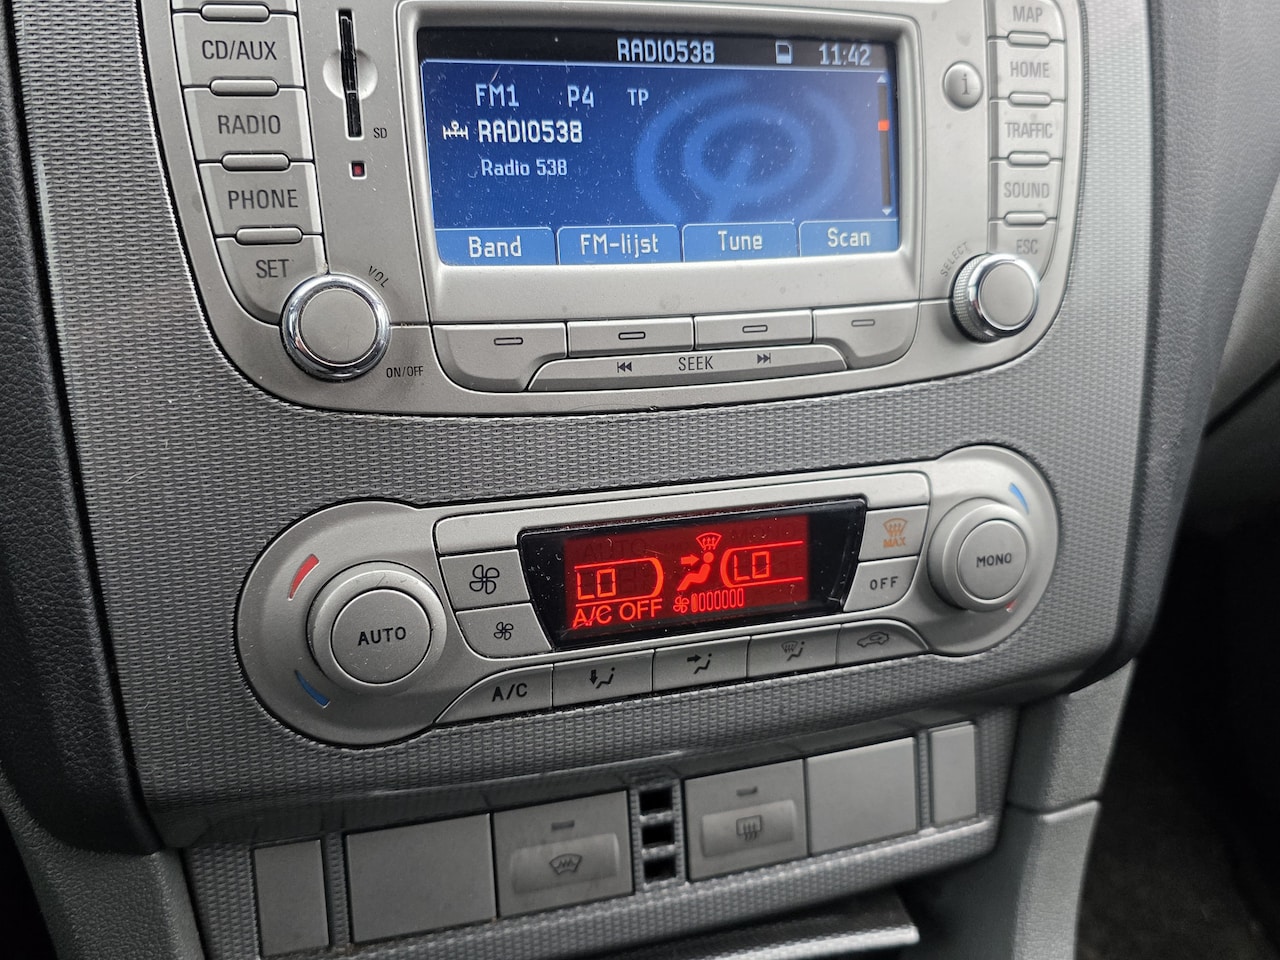 CD/AUX
RADIO
PHONE
SET
SD
VOL
ON/OFF
RADIO538 11:42
FM1 P4 TP
RADIO538
Radio 538
Band FM-lijst Tune Scan
SEEK
i
MAP
HOME
TRAFFIC
SOUND
ESC
SELECT
AUTO
LO LO
A/C OFF
MAX
OFF
MONO
A/C